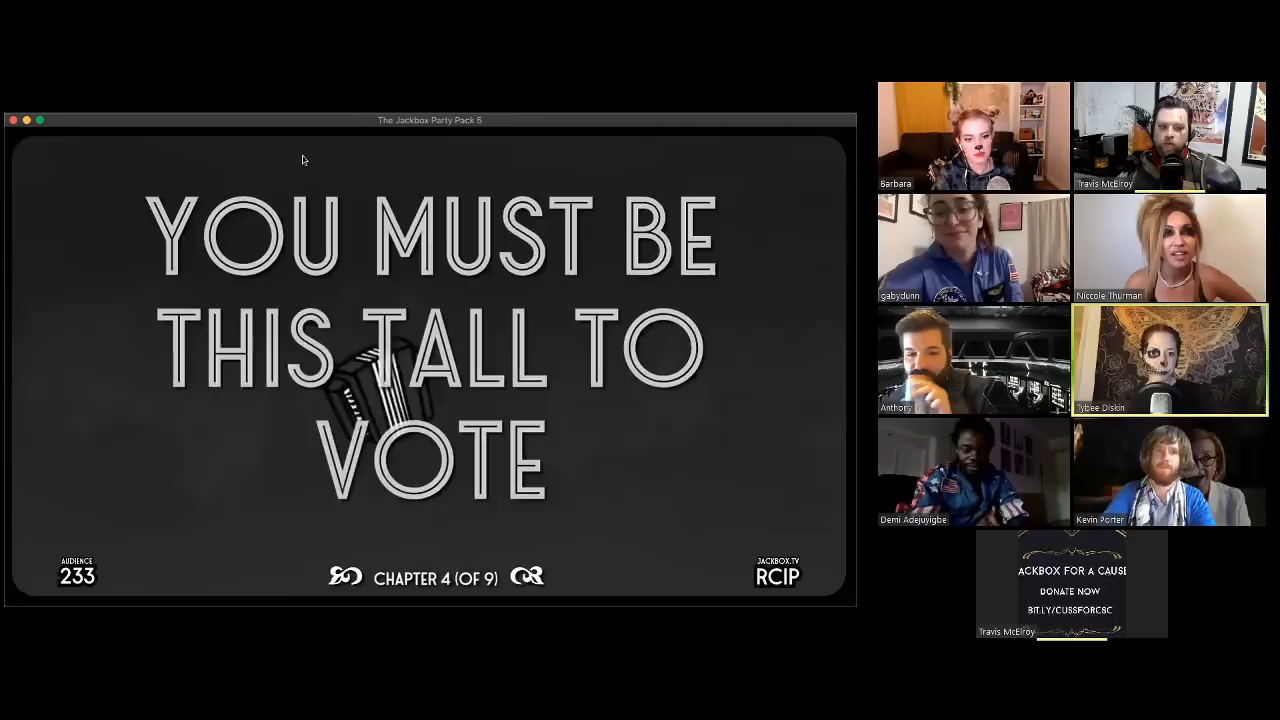 The Jackbox Party Pack 5
YOU MUST BE
THIS TALL TO
VOTE
AUDIENCE
233
CHAPTER 4 (OF 9)
JACKBOX.TV
RCIP
Barbara
Travis McElroy
gabydunn
Niccole Thurman
Anthony
Tybee Diskin
Demi Adejuyigbe
Kevin Porter
ACKBOX FOR A CAUSE
DONATE NOW
BIT.LY/CUSSFORCSC
Travis McElroy